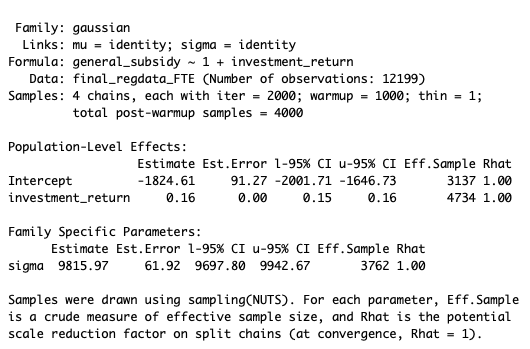 Family: gaussian
Links: mu = identity; sigma = identity
Formula: general_subsidy ~ 1 + investment_return
Data: final_regdata_FTE (Number of observations: 12199)
Samples: 4 chains, each with iter = 2000; warmup = 1000; thin = 1;
total post-warmup samples = 4000
Population-Level Effects:
Estimate Est.Error l-95% CI u-95% CI Eff.Sample Rhat
Intercept -1824.61 91.27 -2001.71 -1646.73 3137 1.00
investment_return 0.16 0.00 0.15 0.16 4734 1.00
Family Specific Parameters:
Estimate Est.Error l-95% CI u-95% CI Eff.Sample Rhat
sigma 9815.97 61.92 9697.80 9942.67 3762 1.00
Samples were drawn using sampling(NUTS). For each parameter, Eff.Sample
is a crude measure of effective sample size, and Rhat is the potential
scale reduction factor on split chains (at convergence, Rhat = 1).